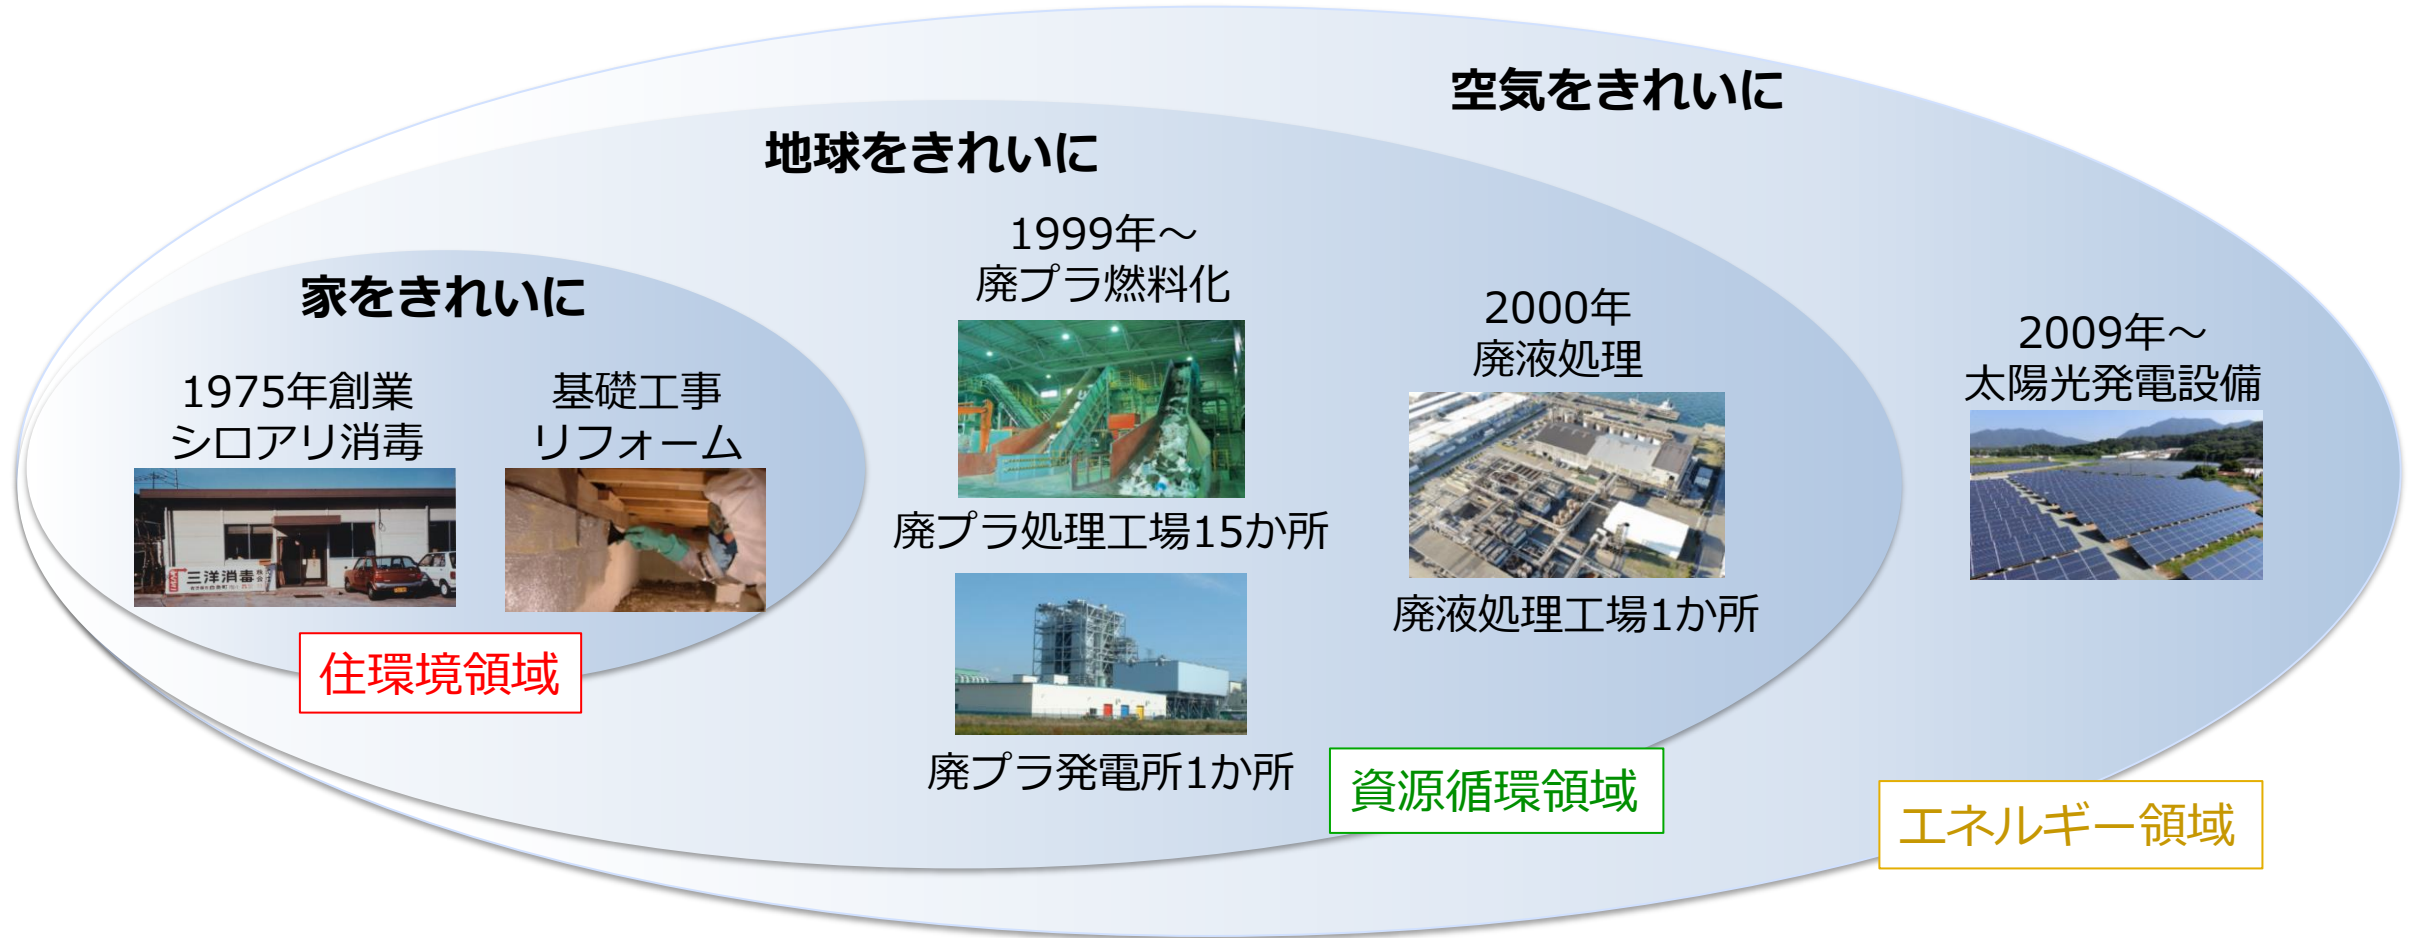 空気をきれいに
地球をきれいに
家をきれいに
1975年創業
シロアリ消毒
三洋消毒
基礎工事
リフォーム
住環境領域
1999年～
廃プラ燃料化
廃プラ処理工場15か所
廃プラ発電所1か所
2000年
廃液処理
廃液処理工場1か所
資源循環領域
2009年～
太陽光発電設備
エネルギー領域